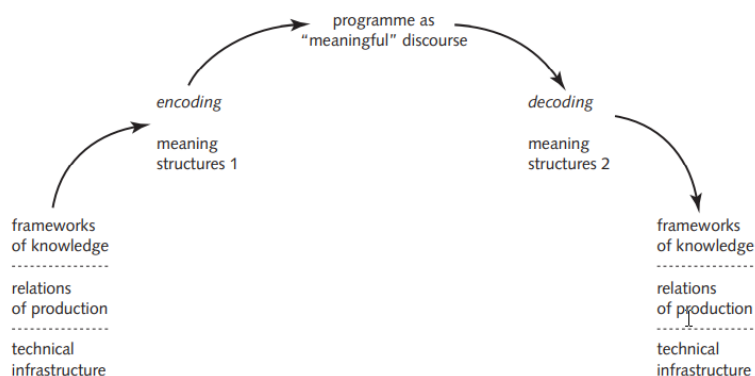 programme as
“meaningful” discourse
encoding
decoding
meaning
structures 1
meaning
structures 2
frameworks
of knowledge
relations
of production
technical
infrastructure
frameworks
of knowledge
relations
of production
technical
infrastructure